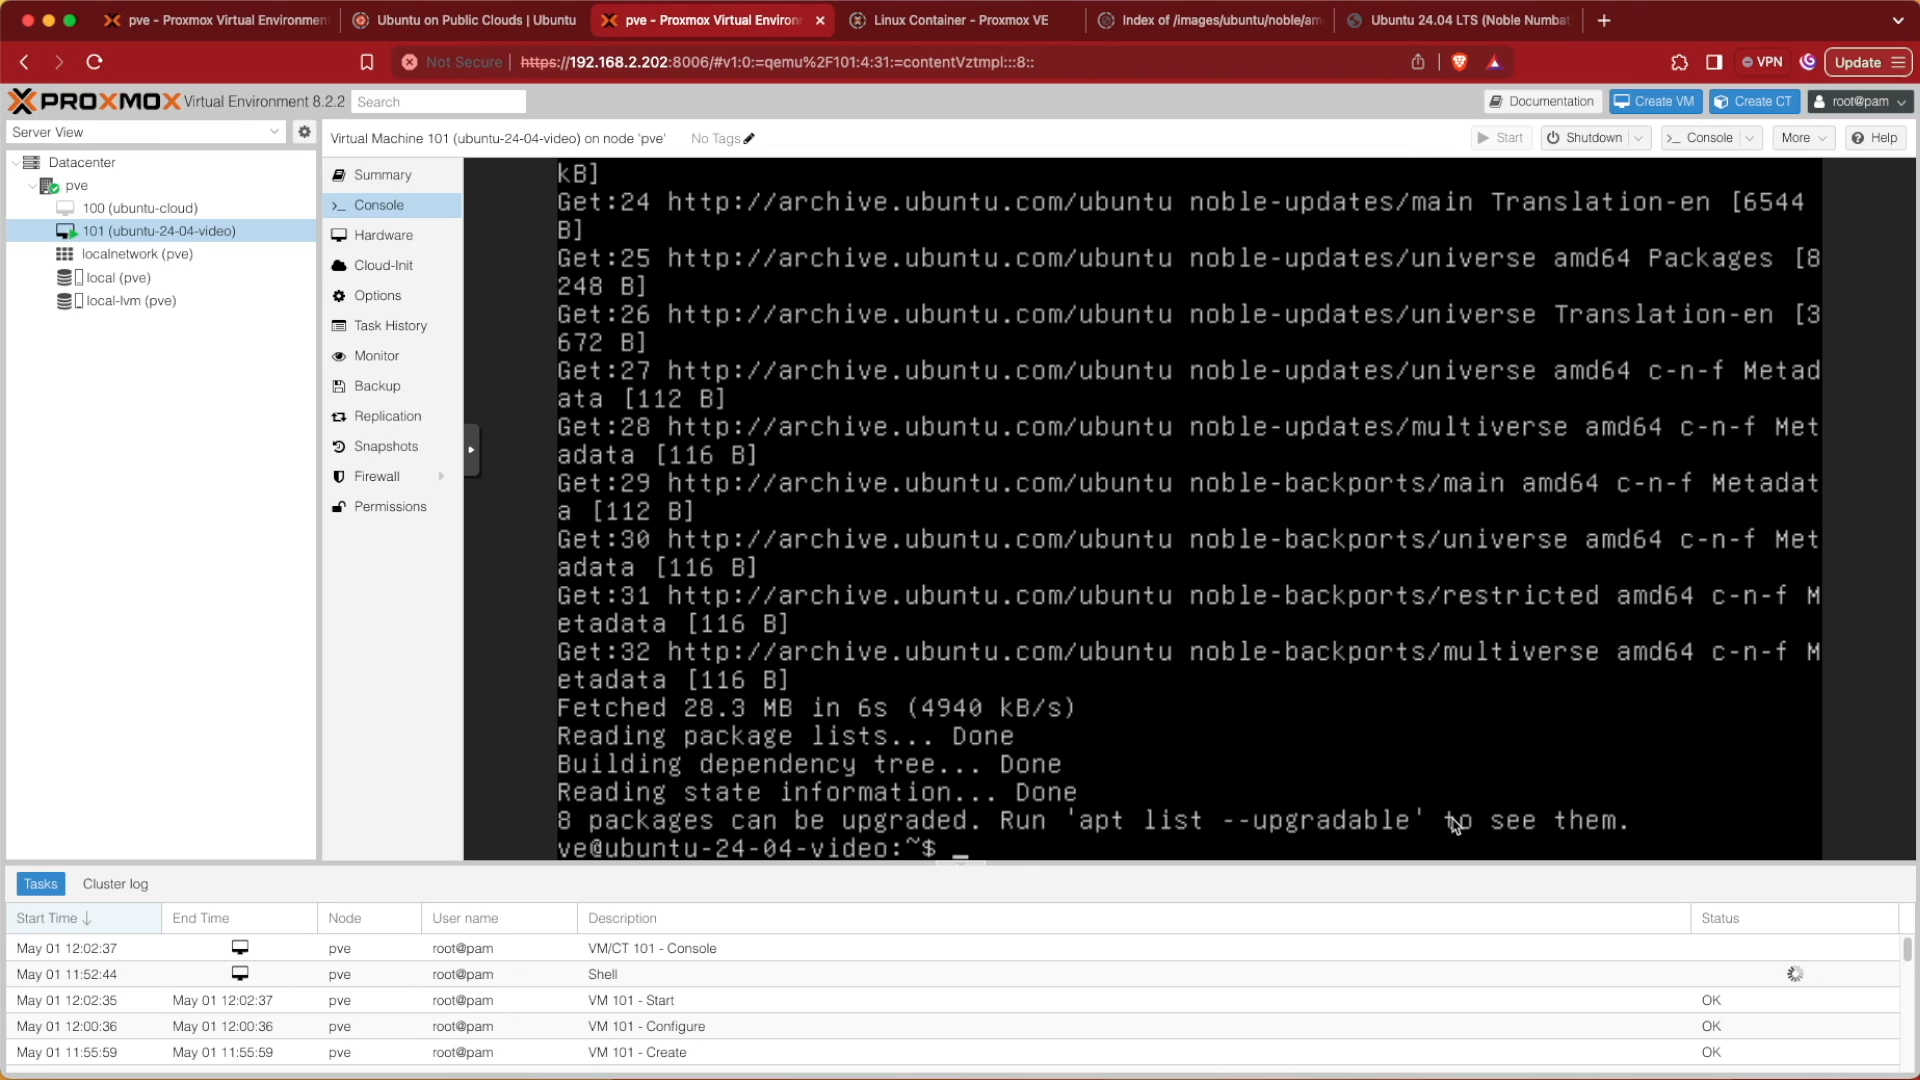 pve - Proxmox Virtual Environmen
Ubuntu on Public Clouds | Ubuntu
pve - Proxmox Virtual Environ
Linux Container - Proxmox VE
Index of /images/ubuntu/noble/am
Ubuntu 24.04 LTS (Noble Numbat
Not Secure
https://192.168.2.202:8006/#v1:0:=qemu%2F101:4:31:=contentVztmpl:::8::
VPN
Update
PROXMOX Virtual Environment 8.2.2
Search
Documentation
Create VM
Create CT
root@pam
Server View
Virtual Machine 101 (ubuntu-24-04-video) on node 'pve'
No Tags
Start
Shutdown
Console
More
Help
Datacenter
pve
100 (ubuntu-cloud)
101 (ubuntu-24-04-video)
localnetwork (pve)
local (pve)
local-lvm (pve)
Summary
Console
Hardware
Cloud-Init
Options
Task History
Monitor
Backup
Replication
Snapshots
Firewall
Permissions
kB]
Get:24 http://archive.ubuntu.com/ubuntu noble-updates/main Translation-en [6544
B]
Get:25 http://archive.ubuntu.com/ubuntu noble-updates/universe amd64 Packages [8
248 B]
Get:26 http://archive.ubuntu.com/ubuntu noble-updates/universe Translation-en [3
672 B]
Get:27 http://archive.ubuntu.com/ubuntu noble-updates/universe amd64 c-n-f Metad
ata [112 B]
Get:28 http://archive.ubuntu.com/ubuntu noble-updates/multiverse amd64 c-n-f Met
adata [116 B]
Get:29 http://archive.ubuntu.com/ubuntu noble-backports/main amd64 c-n-f Metadat
a [112 B]
Get:30 http://archive.ubuntu.com/ubuntu noble-backports/universe amd64 c-n-f Met
adata [116 B]
Get:31 http://archive.ubuntu.com/ubuntu noble-backports/restricted amd64 c-n-f M
etadata [116 B]
Get:32 http://archive.ubuntu.com/ubuntu noble-backports/multiverse amd64 c-n-f M
etadata [116 B]
Fetched 28.3 MB in 6s (4940 kB/s)
Reading package lists... Done
Building dependency tree... Done
Reading state information... Done
8 packages can be upgraded. Run 'apt list --upgradable' to see them.
ve@ubuntu-24-04-video:~$ _
Tasks
Cluster log
Start Time End Time Node User name Description Status
May 01 12:02:37 pve root@pam VM/CT 101 - Console
May 01 11:52:44 pve root@pam Shell
May 01 12:02:35 May 01 12:02:37 pve root@pam VM 101 - Start OK
May 01 12:00:36 May 01 12:00:36 pve root@pam VM 101 - Configure OK
May 01 11:55:59 May 01 11:55:59 pve root@pam VM 101 - Create OK